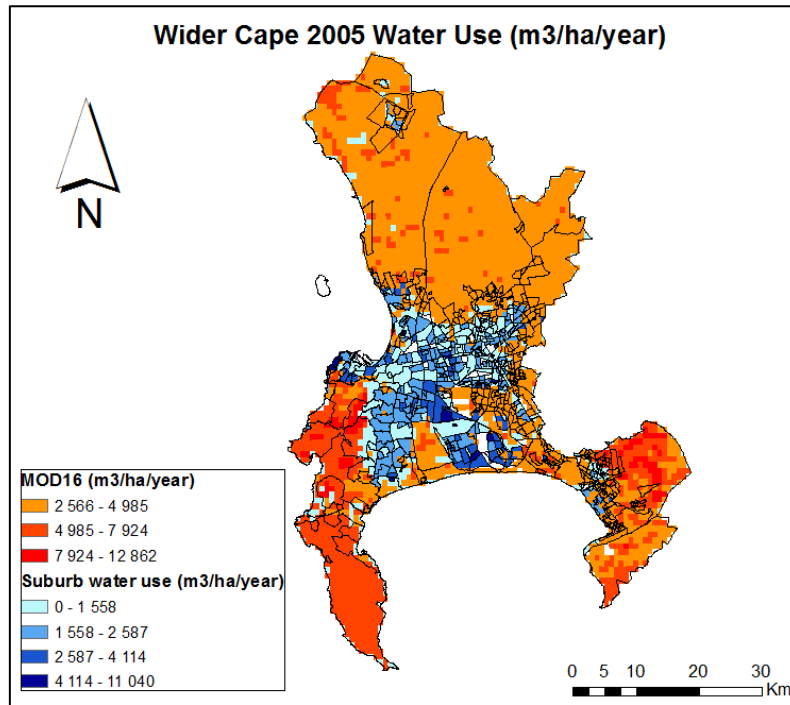 Wider Cape 2005 Water Use (m3/ha/year)
N
MOD16 (m3/ha/year)
2 566 - 4 985
4 985 - 7 924
7 924 - 12 862
Suburb water use (m3/ha/year)
0 - 1 558
1 558 - 2 587
2 587 - 4 114
4 114 - 11 040
0 5 10 20 30
Km